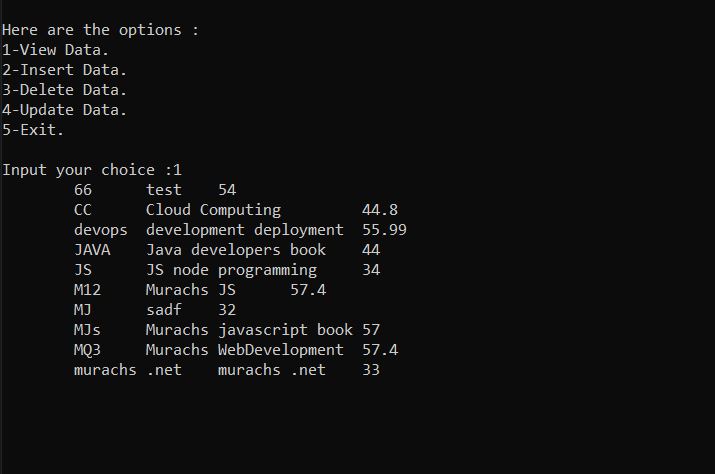 Here are the options :
1-View Data.
2-Insert Data.
3-Delete Data.
4-Update Data.
5-Exit.
Input your choice :1
66 test 54
CC Cloud Computing 44.8
devops development deployment 55.99
JAVA Java developers book 44
JS JS node programming 34
M12 Murachs JS 57.4
MJ sadf 32
MJs Murachs javascript book 57
MQ3 Murachs WebDevelopment 57.4
murachs .net murachs .net 33